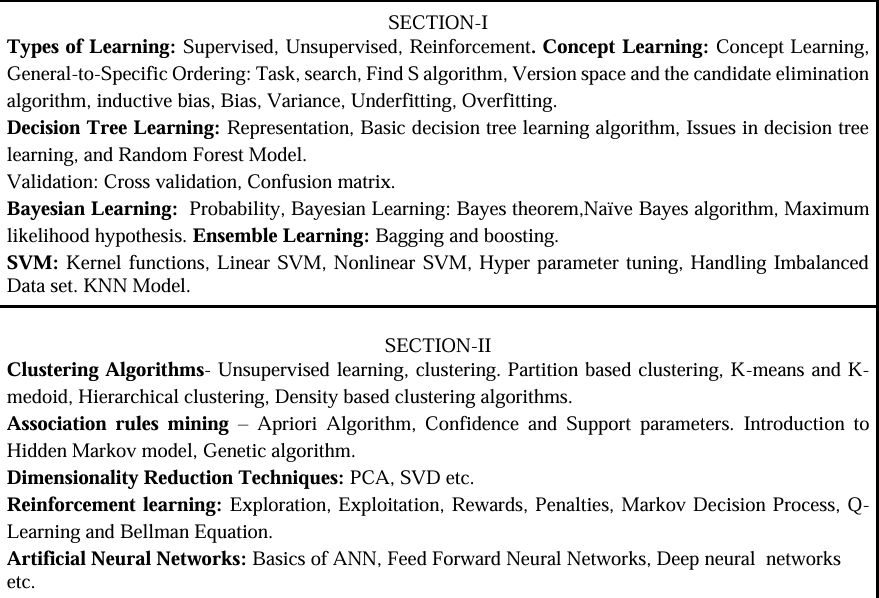 SECTION-I
Types of Learning: Supervised, Unsupervised, Reinforcement. Concept Learning: Concept Learning,
General-to-Specific Ordering: Task, search, Find S algorithm, Version space and the candidate elimination
algorithm, inductive bias, Bias, Variance, Underfitting, Overfitting.
Decision Tree Learning: Representation, Basic decision tree learning algorithm, Issues in decision tree
learning, and Random Forest Model.
Validation: Cross validation, Confusion matrix.
Bayesian Learning: Probability, Bayesian Learning: Bayes theorem,Naïve Bayes algorithm, Maximum
likelihood hypothesis. Ensemble Learning: Bagging and boosting.
SVM: Kernel functions, Linear SVM, Nonlinear SVM, Hyper parameter tuning, Handling Imbalanced
Data set. KNN Model.
SECTION-II
Clustering Algorithms- Unsupervised learning, clustering. Partition based clustering, K-means and K-
medoid, Hierarchical clustering, Density based clustering algorithms.
Association rules mining – Apriori Algorithm, Confidence and Support parameters. Introduction to
Hidden Markov model, Genetic algorithm.
Dimensionality Reduction Techniques: PCA, SVD etc.
Reinforcement learning: Exploration, Exploitation, Rewards, Penalties, Markov Decision Process, Q-
Learning and Bellman Equation.
Artificial Neural Networks: Basics of ANN, Feed Forward Neural Networks, Deep neural networks
etc.